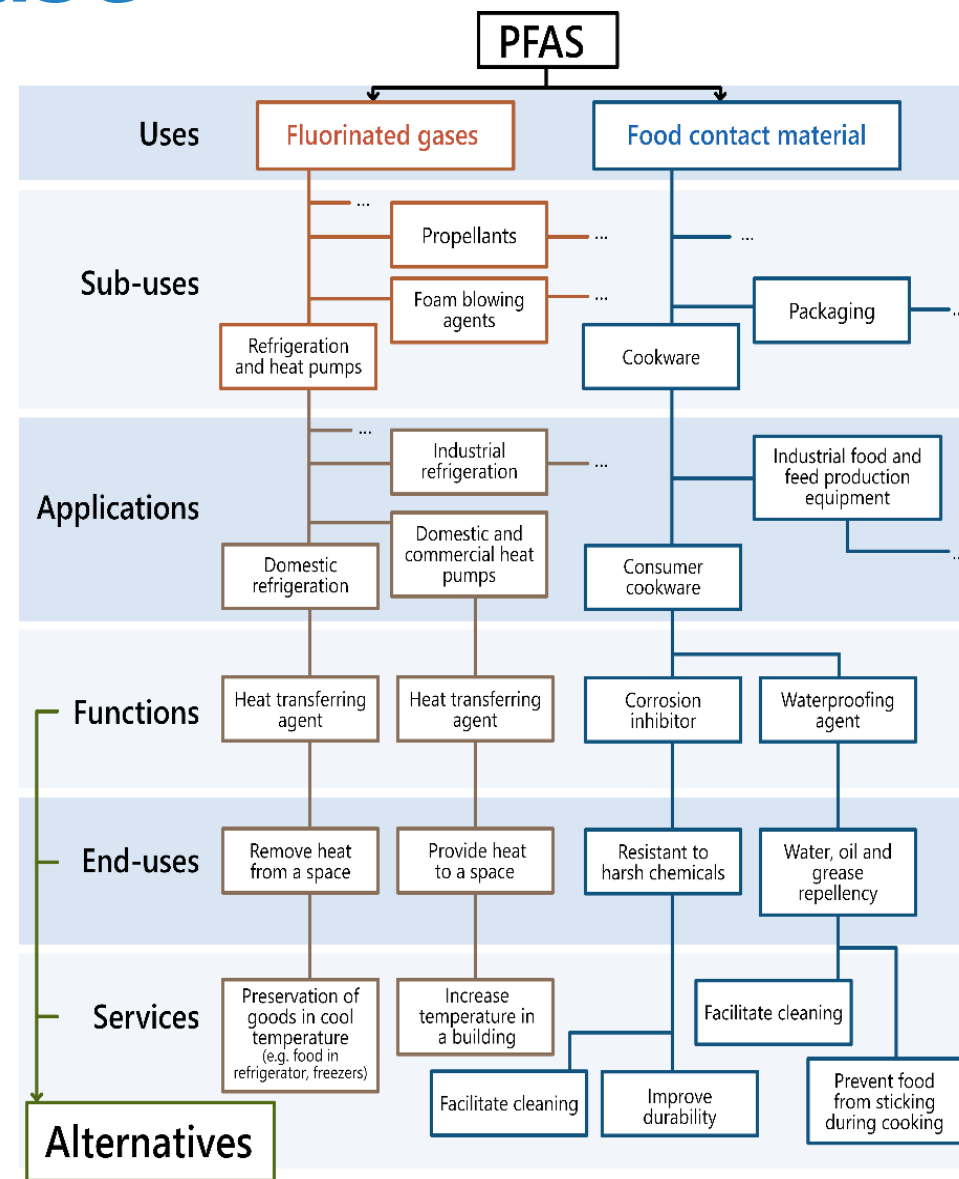 PFAS
Uses
Fluorinated gases
Food contact material
...
Propellants
...
...
Sub-uses
Foam blowing
agents
...
Packaging
...
Refrigeration
and heat pumps
Cookware
...
Industrial
refrigeration
...
Industrial food and
feed production
equipment
Applications
Domestic and
commercial heat
pumps
...
Domestic
refrigeration
Consumer
cookware
Functions
Heat transferring
agent
Heat transferring
agent
Corrosion
inhibitor
Waterproofing
agent
End-uses
Remove heat
from a space
Provide heat
to a space
Resistant to
harsh chemicals
Water, oil and
grease
repellency
Services
Preservation of
goods in cool
temperature
(e.g. food in
refrigerator, freezers)
Increase
temperature in
a building
Facilitate cleaning
Facilitate cleaning
Improve
durability
Prevent food
from sticking
during cooking
Alternatives